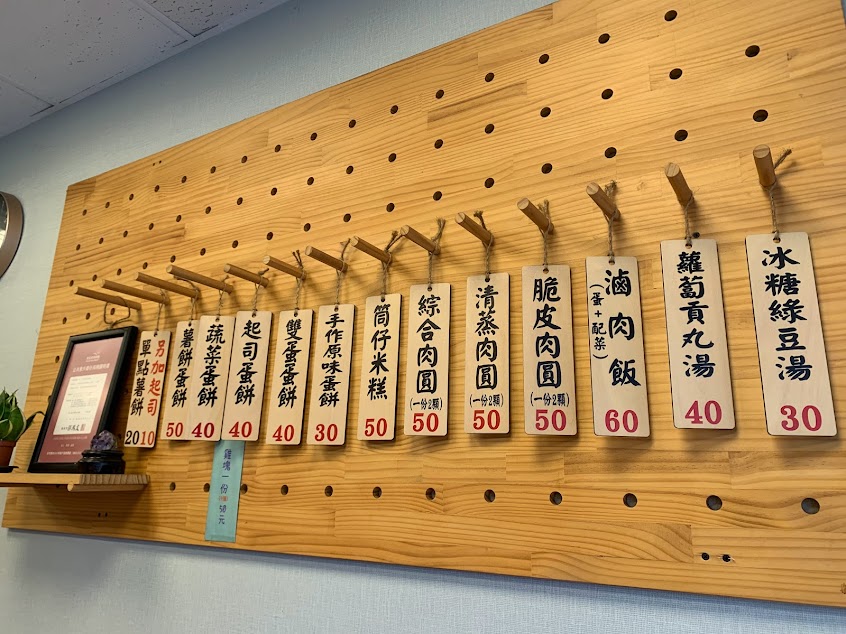 冰糖綠豆湯
30
蘿蔔貢丸湯
40
滷肉飯
(蛋+配菜)
60
脆皮肉圓
(一份2顆)
50
清蒸肉圓
(一份2顆)
50
綜合肉圓
(一份2顆)
50
筒仔米糕
50
手作原味蛋餅
30
雙蛋蛋餅
40
起司蛋餅
40
蔬菜蛋餅
40
薯餅蛋餅
50
另加起司
10
單點薯餅
20
雞塊一份
50元